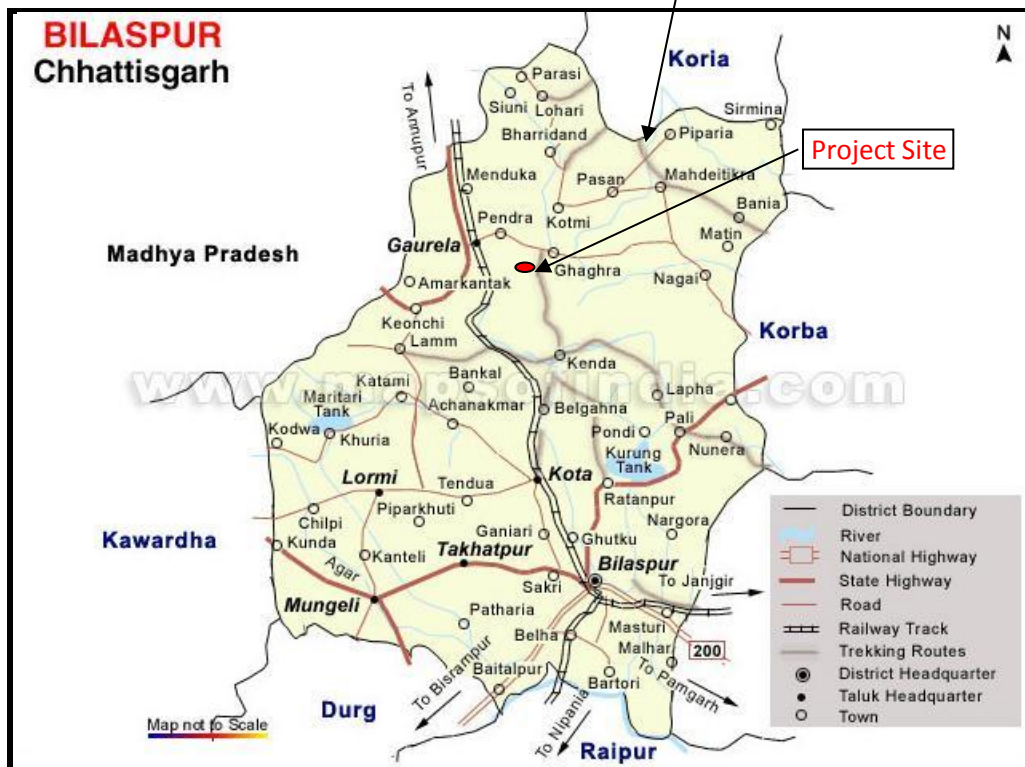 BILASPUR
Chhattisgarh
N
Koria
To Annupur
Parasi
Siuni
Lohari
Sirmina
Bharridand
Piparia
Project Site
Menduka
Pasan
Mahdeitikra
Bania
Kotmi
Pendra
Matin
Madhya Pradesh
Gaurela
Ghaghra
Nagai
Amarkantak
Keonchi
Korba
Lamm
Kenda
www.mapsofindia.com
Bankal
Katami
Lapha
Maritari
Tank
Achanakmar
Belgahna
Pali
Kodwa
Khuria
Pondi
Nunera
Kurung
Tank
Lormi
Tendua
Kota
Ratanpur
Chilpi
Piparkhuti
Nargora
Ganiari
Ghutku
Kawardha
Kunda
Kanteli
Takhatpur
Agar
Sakri
Bilaspur
To Janjgir
Mungeli
Patharia
Masturi
Belha
Malhar
200
Baitalpur
Bartori
To Bisrampur
To Pamgarh
Durg
To Nipania
Raipur
Map not to Scale
District Boundary
River
National Highway
State Highway
Road
Railway Track
Trekking Routes
District Headquarter
Taluk Headquarter
Town